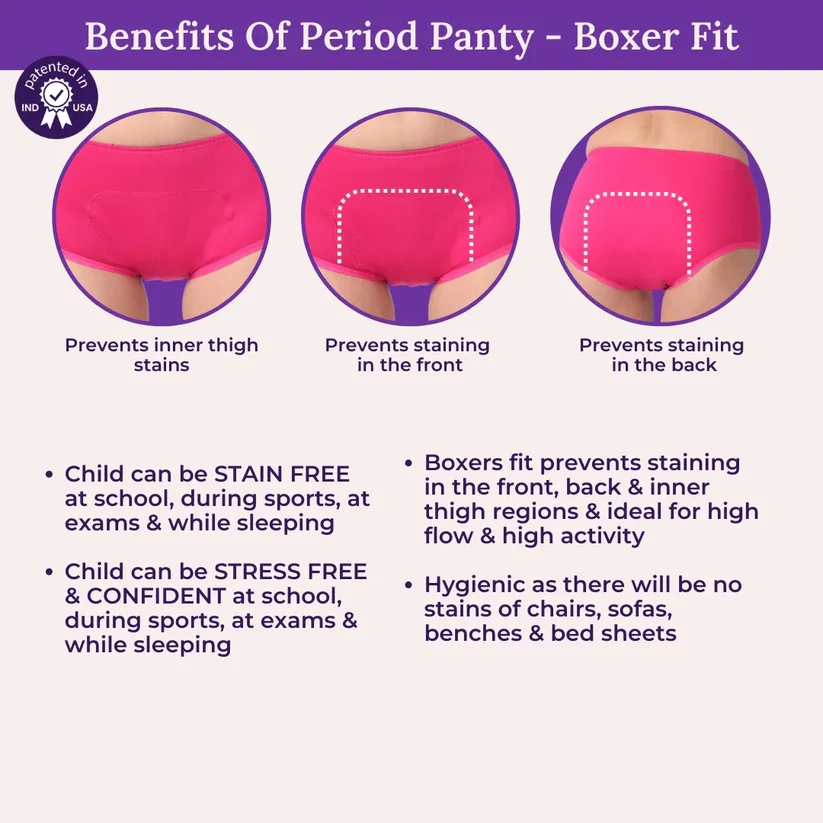 Benefits Of Period Panty - Boxer Fit
patented in
IND USA
Prevents inner thigh
stains
Prevents staining
in the front
Prevents staining
in the back
• Child can be STAIN FREE
at school, during sports, at
exams & while sleeping
• Child can be STRESS FREE
& CONFIDENT at school,
during sports, at exams &
while sleeping
• Boxers fit prevents staining
in the front, back & inner
thigh regions & ideal for high
flow & high activity
• Hygienic as there will be no
stains of chairs, sofas,
benches & bed sheets